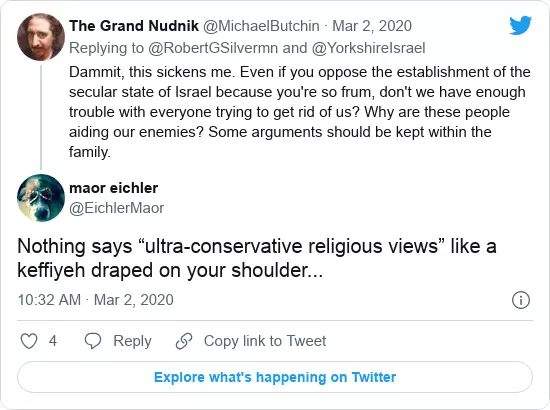 The Grand Nudnik @MichaelButchin · Mar 2, 2020
Replying to @RobertGSilvermn and @YorkshireIsrael
Dammit, this sickens me. Even if you oppose the establishment of the
secular state of Israel because you're so frum, don't we have enough
trouble with everyone trying to get rid of us? Why are these people
aiding our enemies? Some arguments should be kept within the
family.
maor eichler
@EichlerMaor
Nothing says “ultra-conservative religious views” like a
keffiyeh draped on your shoulder...
10:32 AM · Mar 2, 2020
4 Reply Copy link to Tweet
Explore what's happening on Twitter